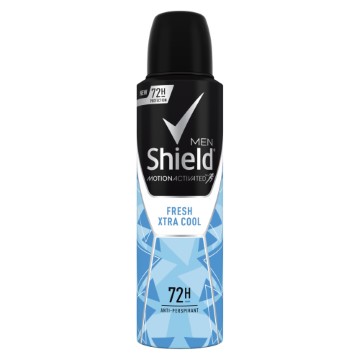 NEW 72H
PROTECTION
MEN
Shield
MOTIONACTIVATED
FRESH
XTRA COOL
72H
ANTI-PERSPIRANT